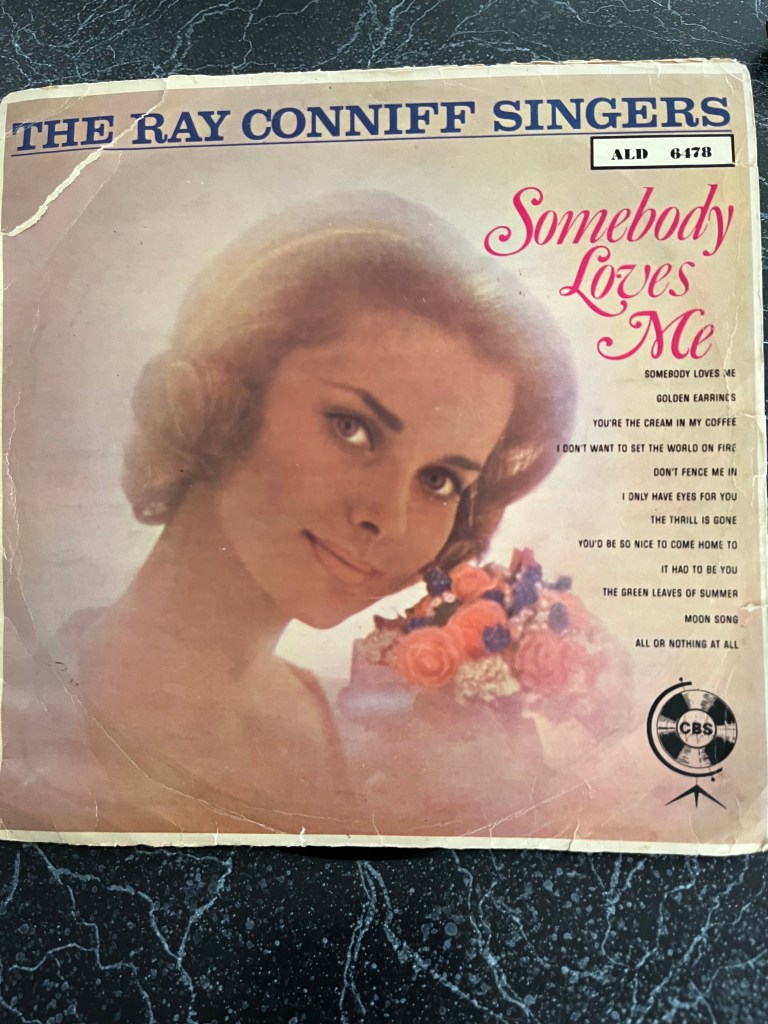 THE RAY CONNIFF SINGERS
ALD 6478
Somebody
Loves
Me
SOMEBODY LOVES ME
GOLDEN EARRINGS
YOU'RE THE CREAM IN MY COFFEE
I DON'T WANT TO SET THE WORLD ON FIRE
DON'T FENCE ME IN
I ONLY HAVE EYES FOR YOU
THE THRILL IS GONE
YOU'D BE SO NICE TO COME HOME TO
IT HAD TO BE YOU
THE GREEN LEAVES OF SUMMER
MOON SONG
ALL OR NOTHING AT ALL
CBS